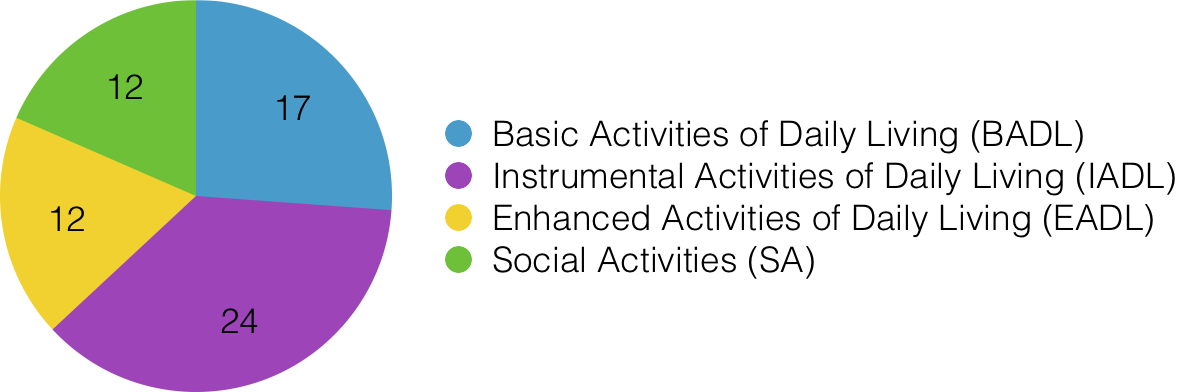 12
17
12
24
Basic Activities of Daily Living (BADL)
Instrumental Activities of Daily Living (IADL)
Enhanced Activities of Daily Living (EADL)
Social Activities (SA)